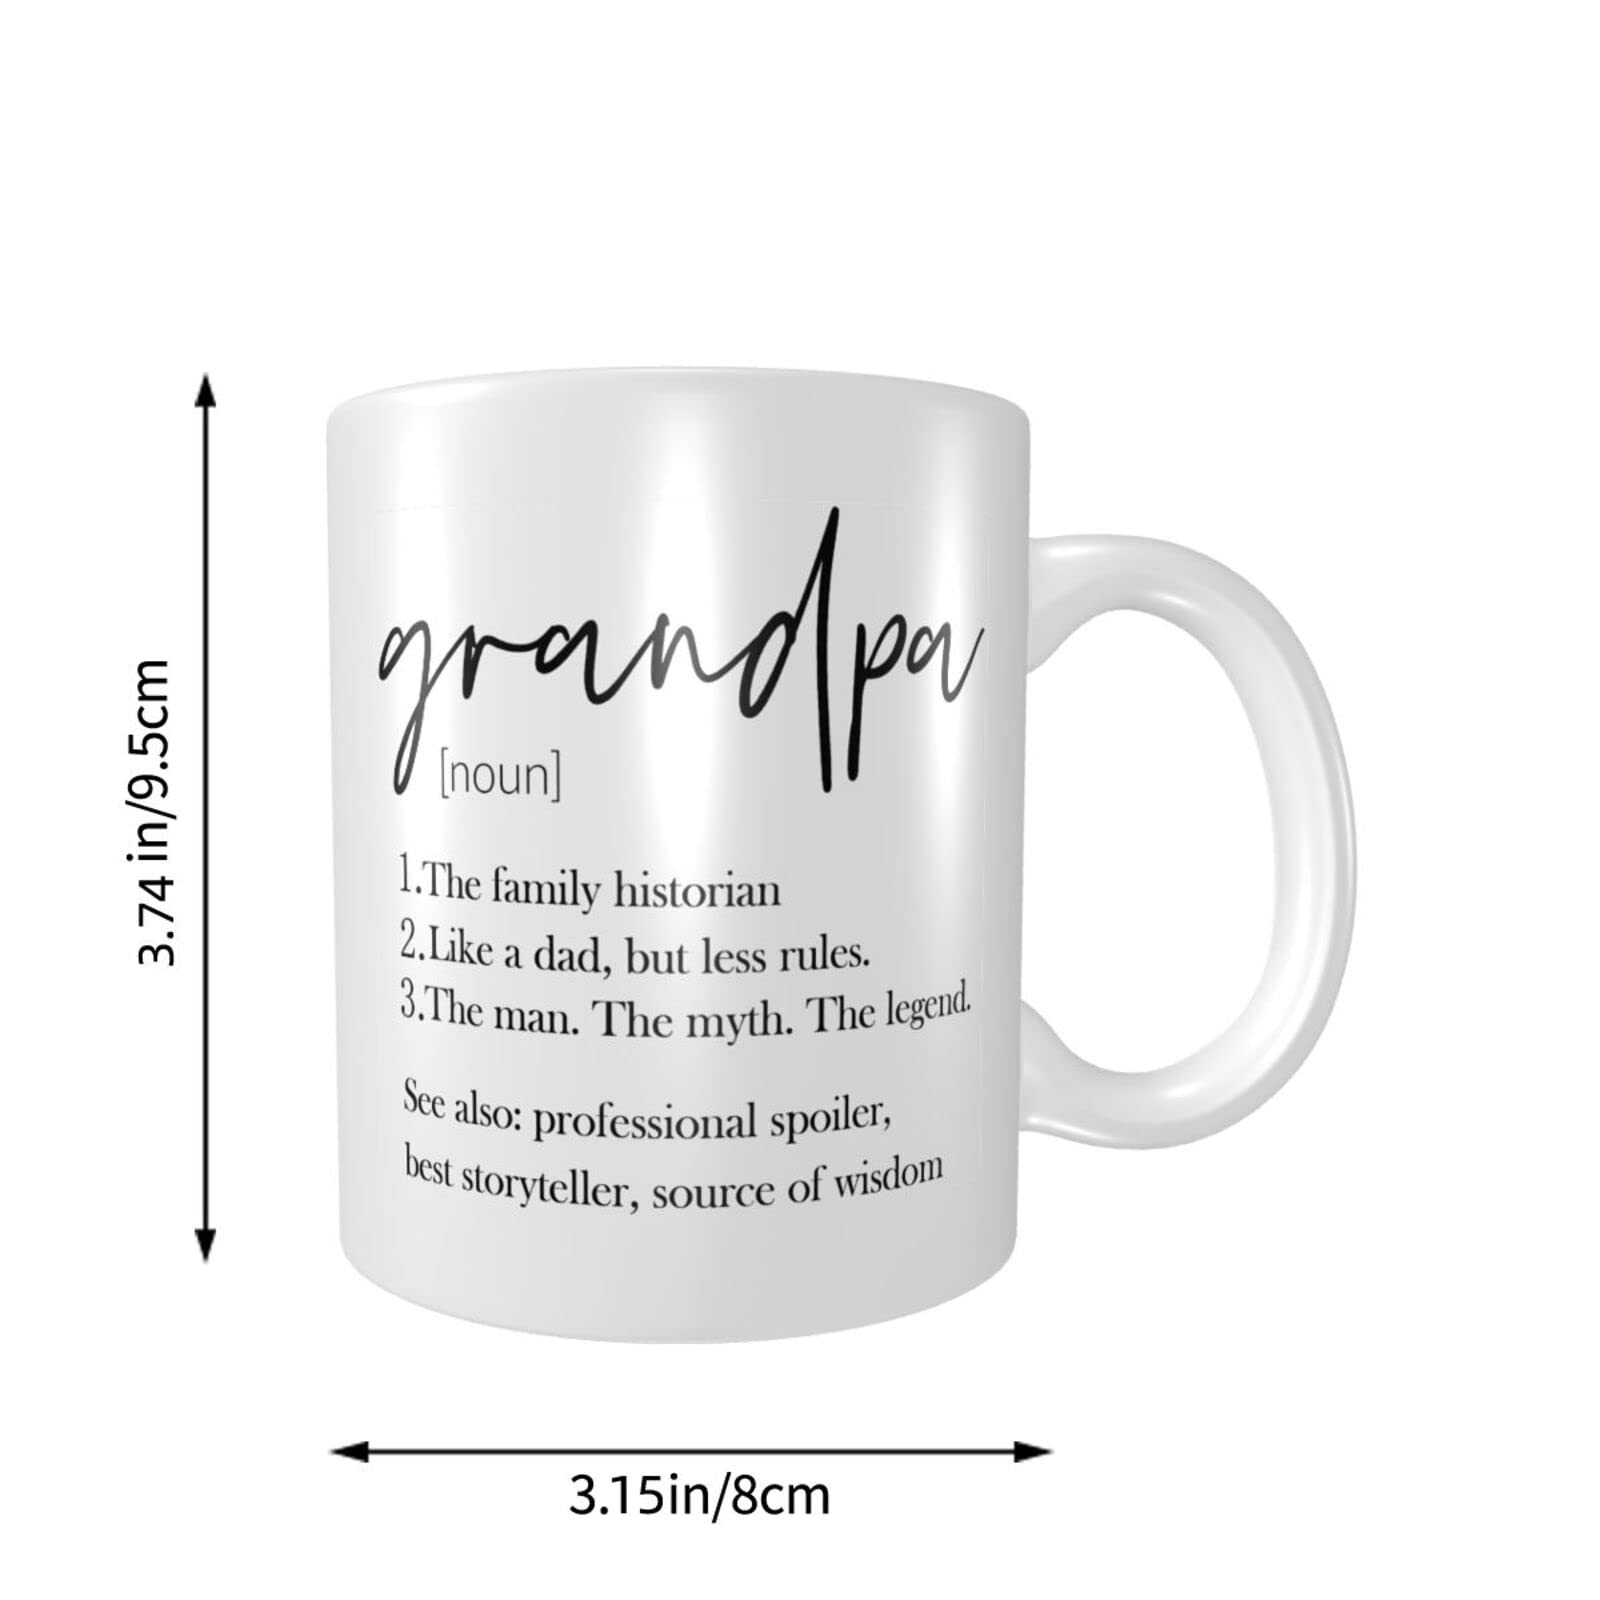 grandpa
[noun]
1.The family historian
2.Like a dad, but less rules.
3.The man. The myth. The legend.
See also: professional spoiler,
best storyteller, source of wisdom
3.74 in/9.5cm
3.15in/8cm